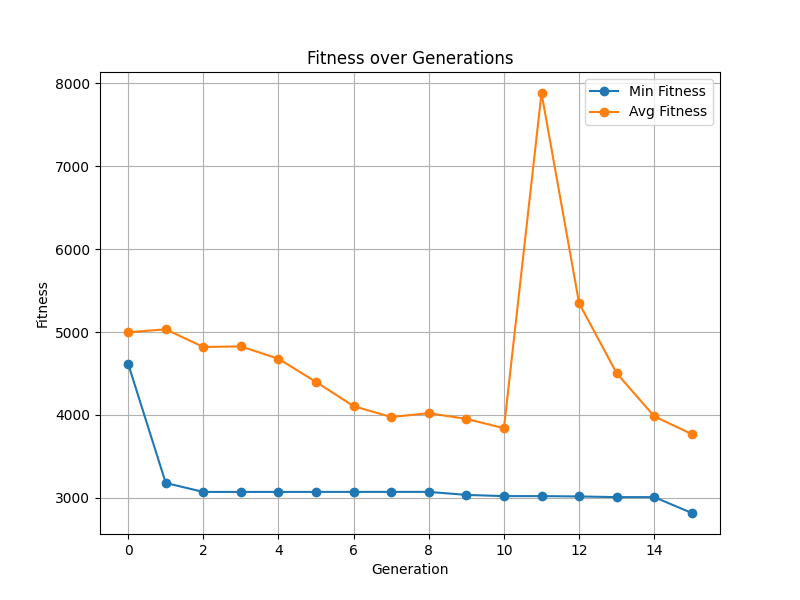 Fitness over Generations
Min Fitness
Avg Fitness
8000
7000
6000
5000
4000
3000
Fitness
0 2 4 6 8 10 12 14
Generation